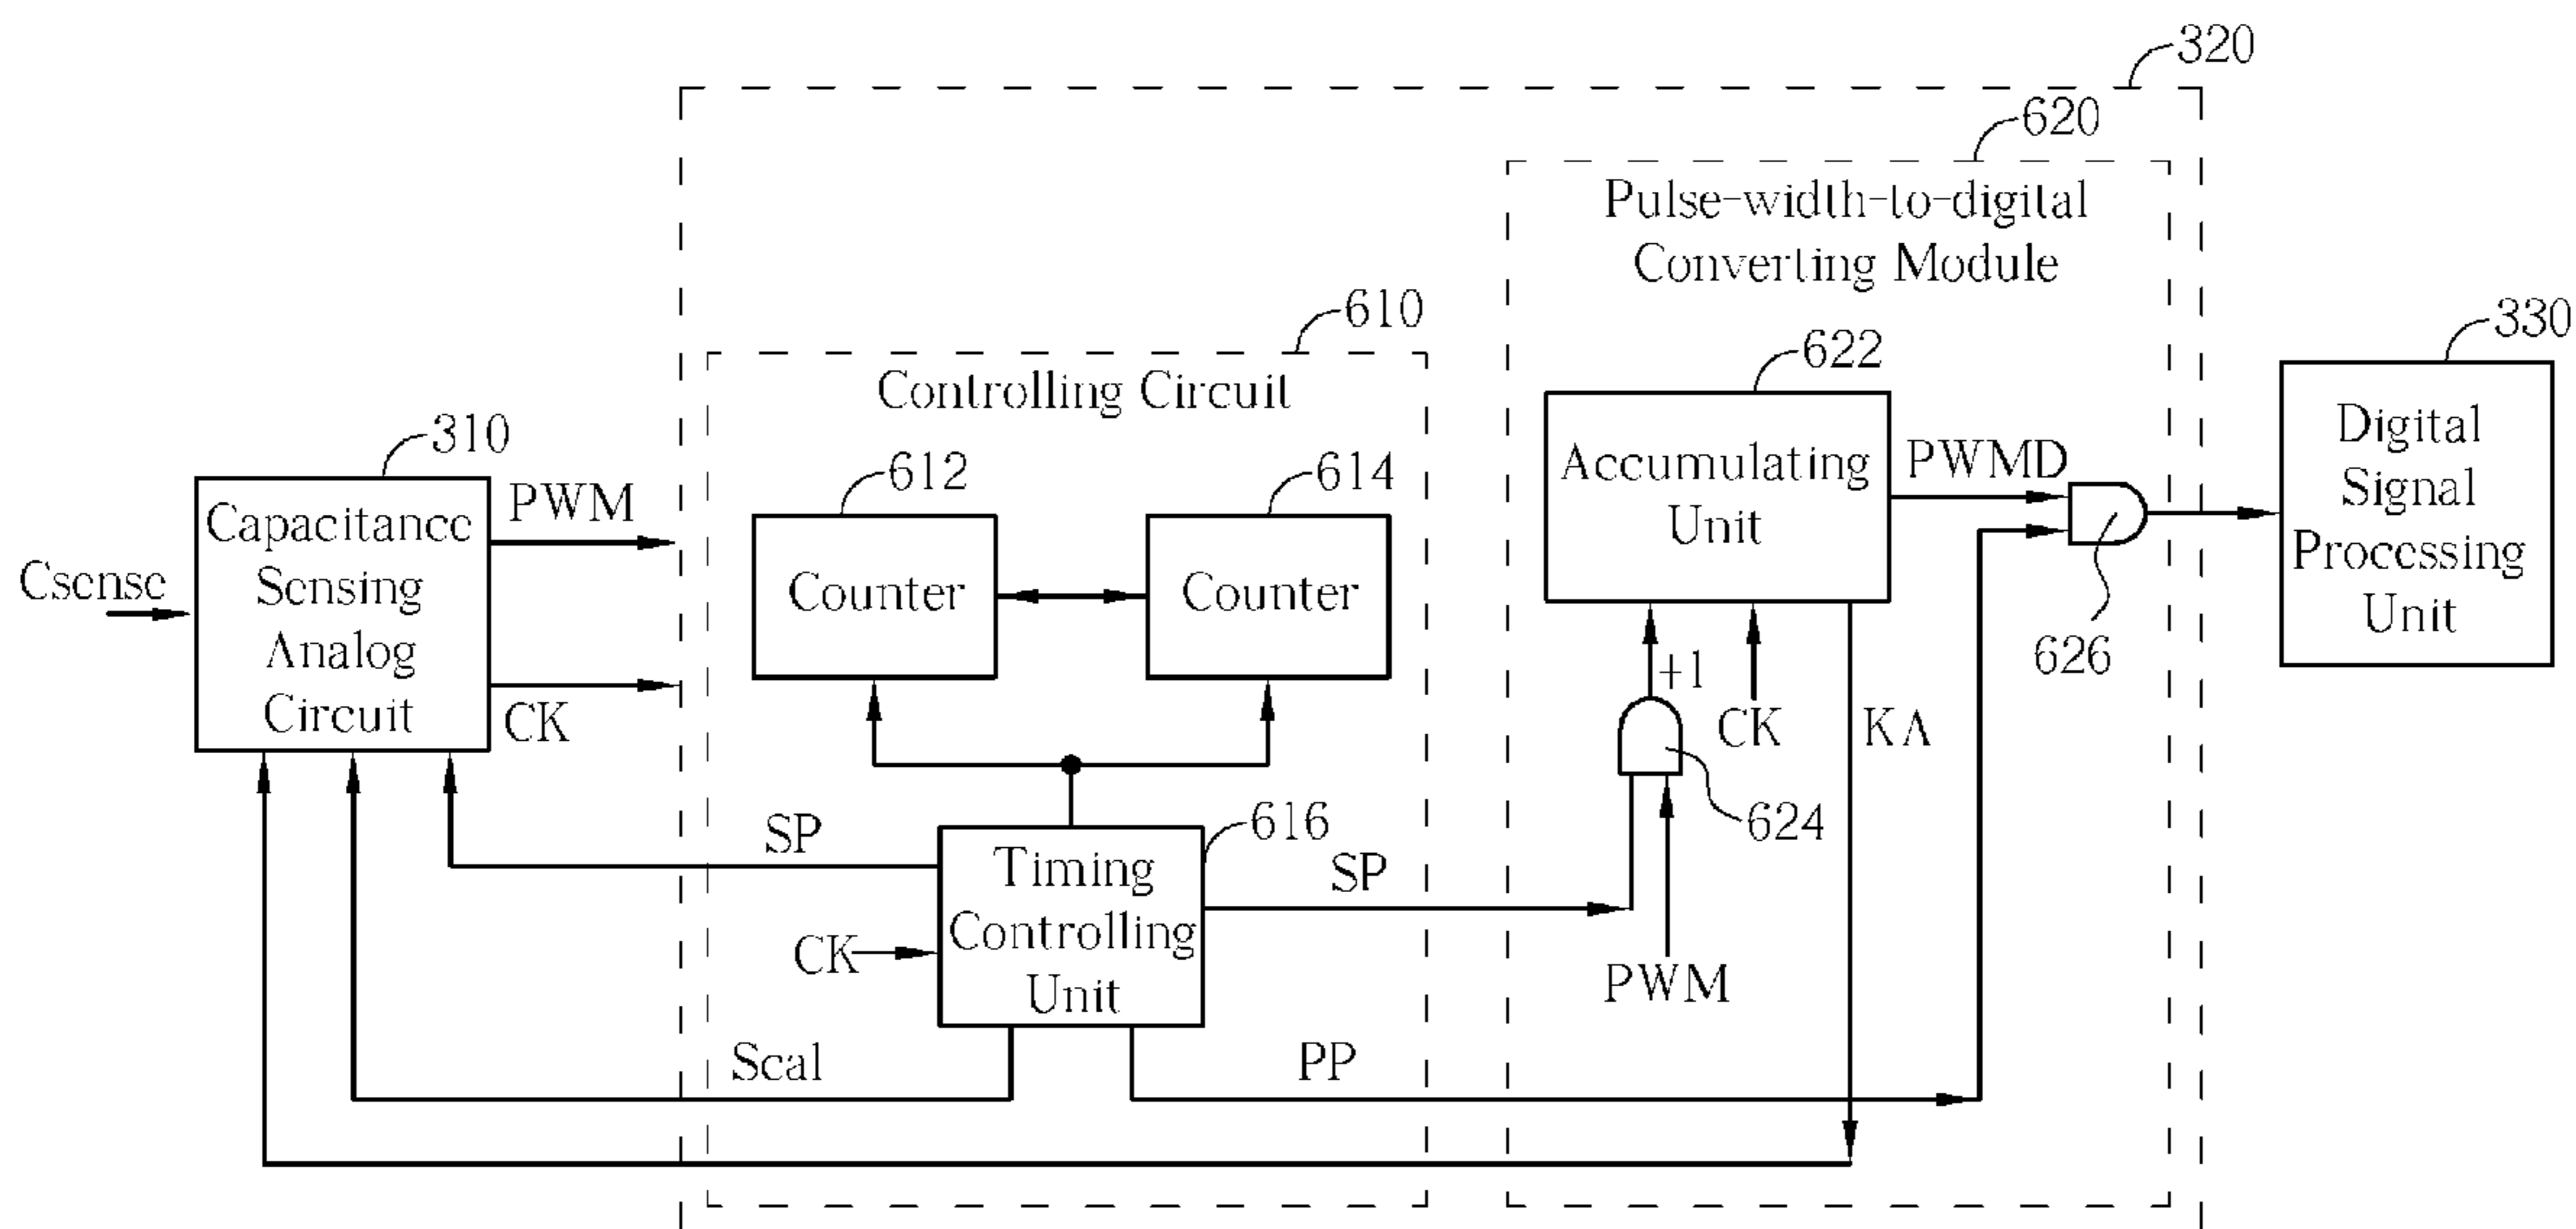 320
620
Pulse-width-to-digital
Converting Module
610
Controlling Circuit
622
330
310
PWM
612
614
Accumulating
Unit
PWMD
Digital
Signal
Processing
Unit
Csense
Capacitance
Sensing
Analog
Circuit
Counter
Counter
626
CK
+1
CK
KA
624
SP
616
Timing
Controlling
Unit
SP
CK
PWM
Scal
PP